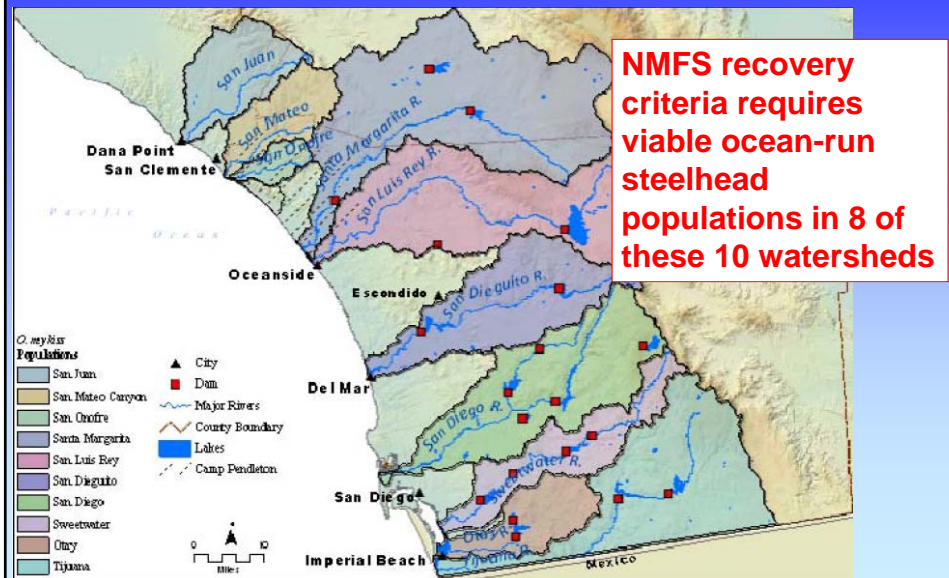 NMFS recovery
criteria requires
viable ocean-run
steelhead
populations in 8 of
these 10 watersheds
San Juan
San Mateo
San Onofre
Santa Margarita R.
San Luis Rey R.
Dana Point
San Clemente
Pacific
Ocean
Oceanside
Escondido
San Dieguito R.
Del Mar
San Diego R.
San Diego
Sweetwater R.
Otay R.
Imperial Beach
Tijuana R.
Mexico
O. mykiss
Populations
San Juan
San Mateo Canyon
San Onofre
Santa Margarita
San Luis Rey
San Dieguito
San Diego
Sweetwater
Otay
Tijuana
City
Dam
Major Rivers
County Boundary
Lakes
Camp Pendleton
0 10
Miles